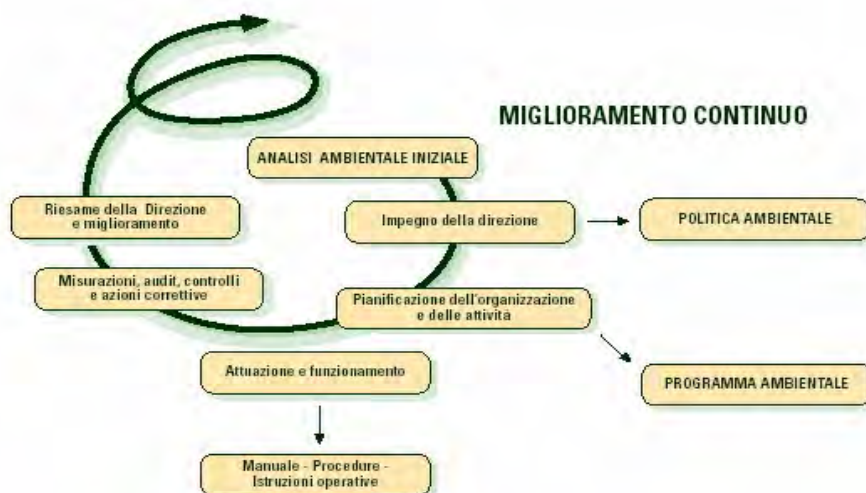 MIGLIORAMENTO CONTINUO
ANALISI AMBIENTALE INIZIALE
Riesame della Direzione
e miglioramento
Impegno della direzione
POLITICA AMBIENTALE
Misurazioni, audit, controlli
e azioni correttive
Pianificazione dell'organizzazione
e delle attività
Attuazione e funzionamento
PROGRAMMA AMBIENTALE
Manuale - Procedure -
Istruzioni operative